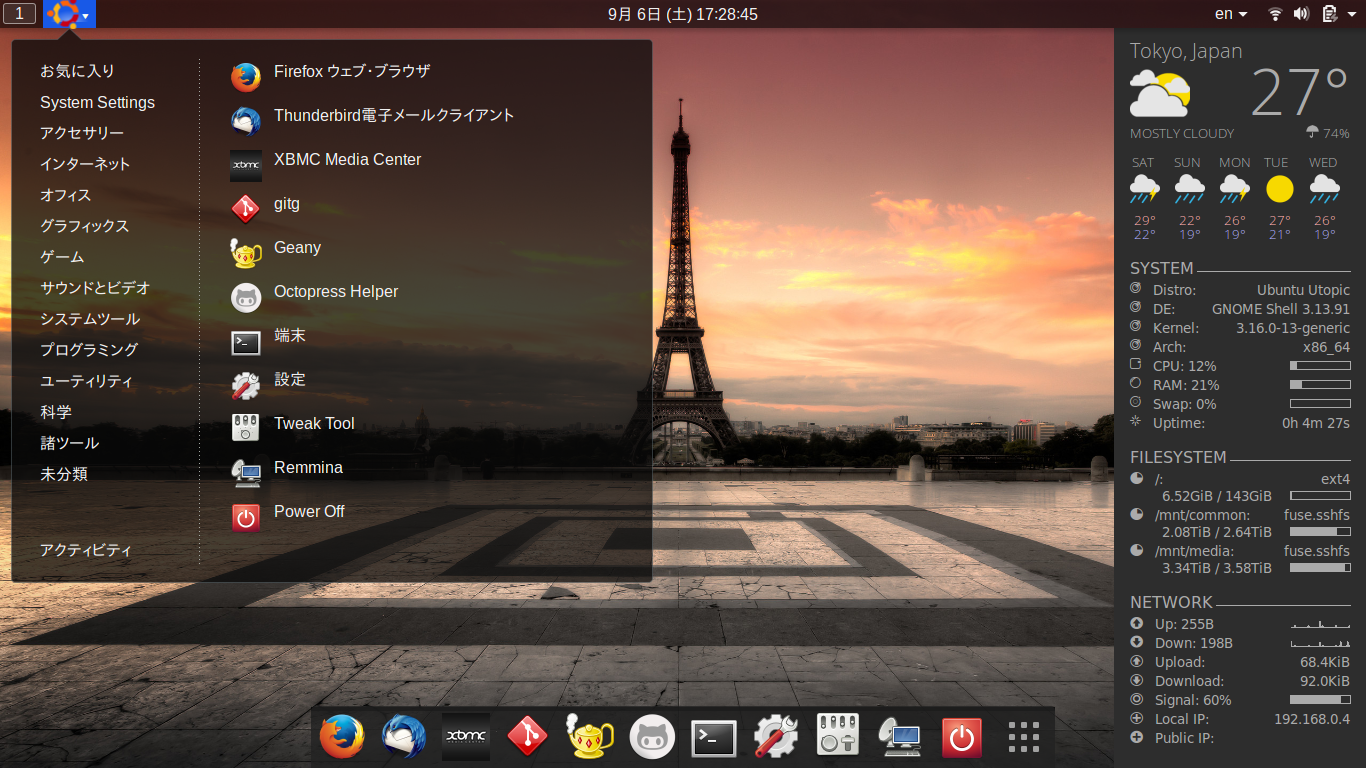 1
9月 6日 (土) 17:28:45
en
お気に入り
System Settings
アクセサリー
インターネット
オフィス
グラフィックス
ゲーム
サウンドとビデオ
システムツール
プログラミング
ユーティリティ
科学
諸ツール
未分類
アクティビティ
Firefox ウェブ・ブラウザ
Thunderbird電子メールクライアント
xbmc
XBMC Media Center
gitg
Geany
Octopress Helper
端末
設定
Tweak Tool
Remmina
Power Off
Tokyo, Japan
27°
MOSTLY CLOUDY 74%
SAT SUN MON TUE WED
29° 22° 26° 27° 26°
22° 19° 19° 21° 19°
SYSTEM
Distro: Ubuntu Utopic
DE: GNOME Shell 3.13.91
Kernel: 3.16.0-13-generic
Arch: x86_64
CPU: 12%
RAM: 21%
Swap: 0%
Uptime: 0h 4m 27s
FILESYSTEM
/: ext4
6.52GiB / 143GiB
/mnt/common: fuse.sshfs
2.08TiB / 2.64TiB
/mnt/media: fuse.sshfs
3.34TiB / 3.58TiB
NETWORK
Up: 255B
Down: 198B
Upload: 68.4KiB
Download: 92.0KiB
Signal: 60%
Local IP: 192.168.0.4
Public IP:
xbmc